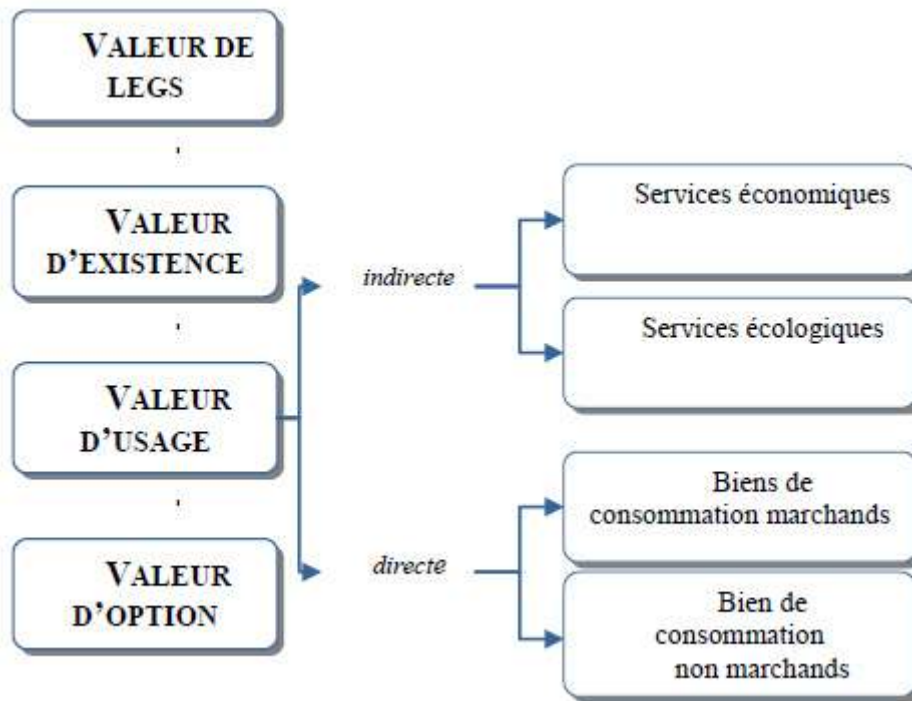 VALEUR DE
LEGS
VALEUR
D’EXISTENCE
VALEUR
D’USAGE
VALEUR
D’OPTION
indirecte
directe
Services économiques
Services écologiques
Biens de
consommation marchands
Bien de
consommation
non marchands